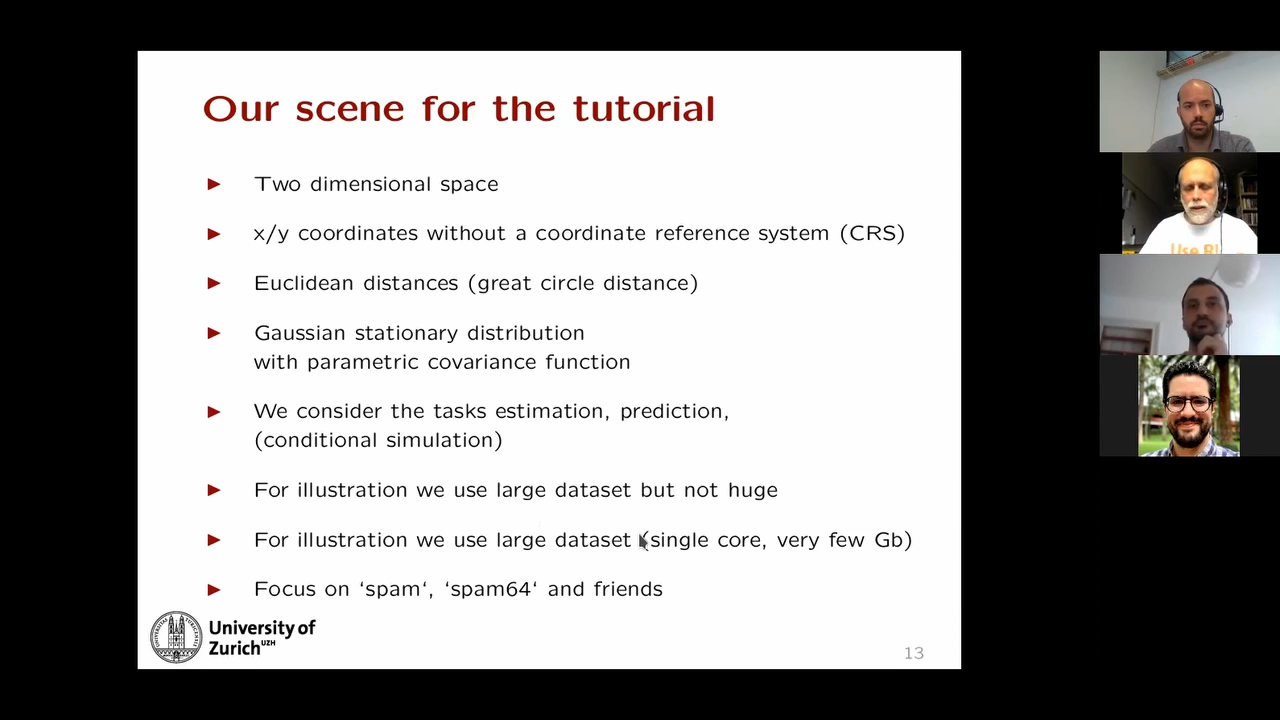 Our scene for the tutorial
► Two dimensional space
► x/y coordinates without a coordinate reference system (CRS)
► Euclidean distances (great circle distance)
► Gaussian stationary distribution
with parametric covariance function
► We consider the tasks estimation, prediction,
(conditional simulation)
► For illustration we use large dataset but not huge
► For illustration we use large dataset (single core, very few Gb)
► Focus on ‘spam‘, ‘spam64‘ and friends
University of
Zurich UZH
13
Use R!